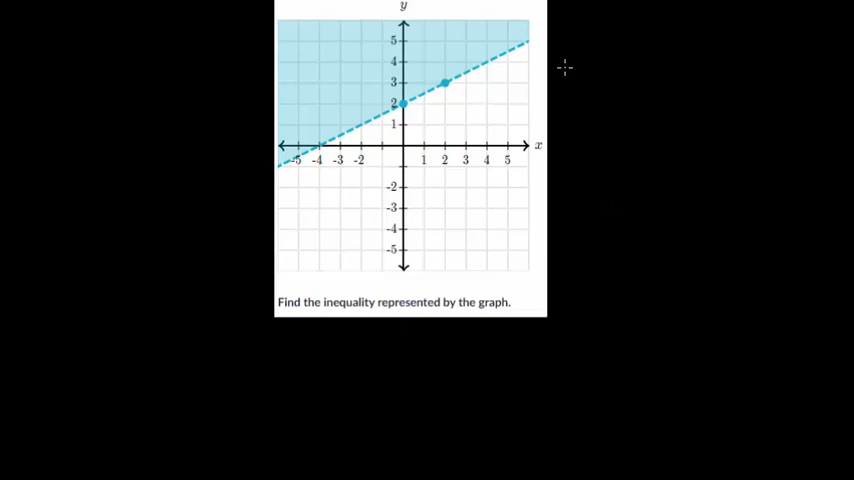 y
5
4
3
2
1
x
-5 -4 -3 -2 1 2 3 4 5
-2
-3
-4
-5
Find the inequality represented by the graph.